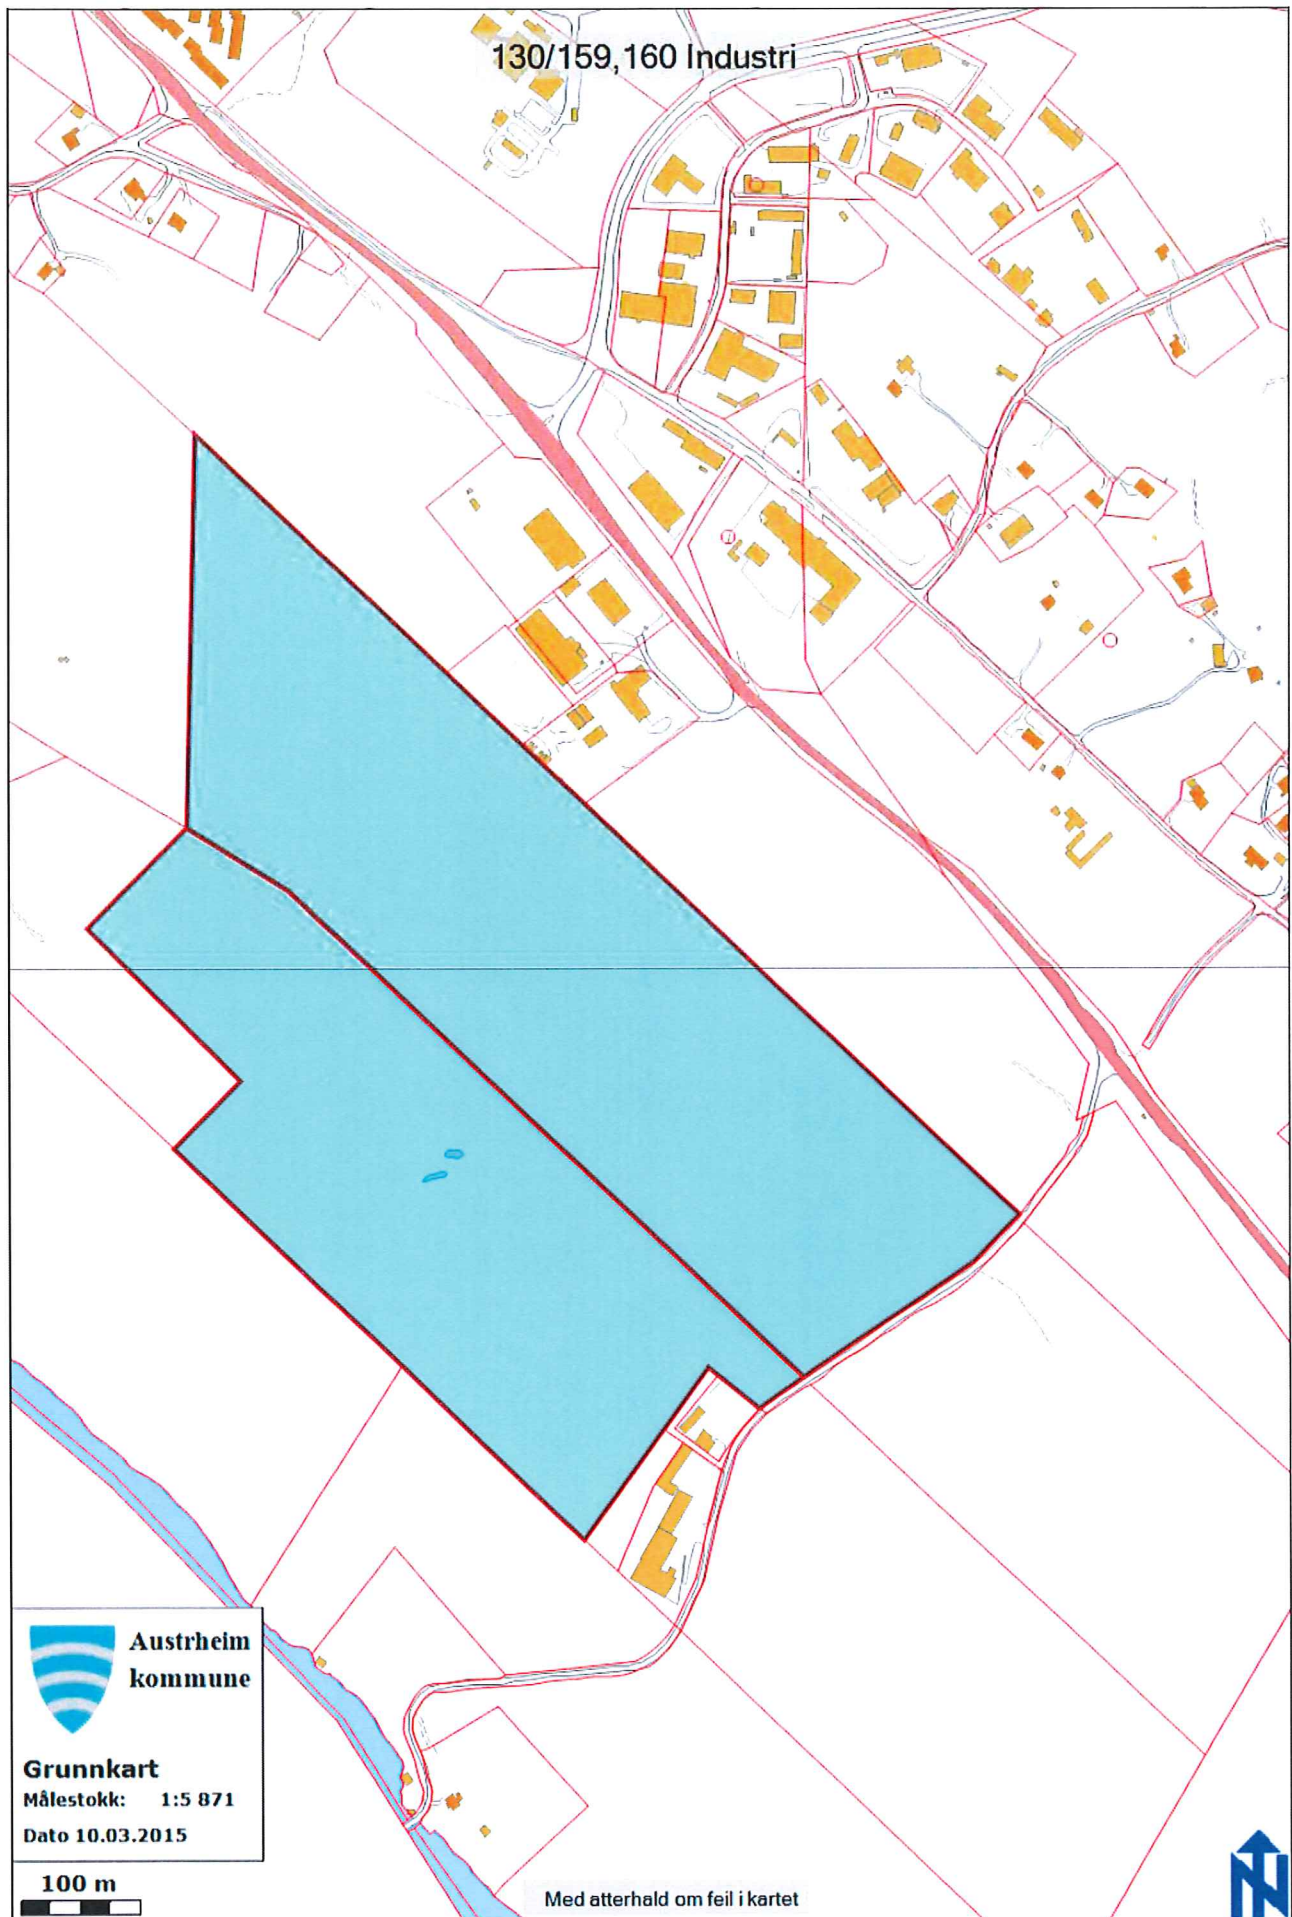 130/159,160 Industri
Austrheim
kommune
Grunnkart
Målestokk: 1:5 871
Dato 10.03.2015
100 m
Med atterhald om feil i kartet
N